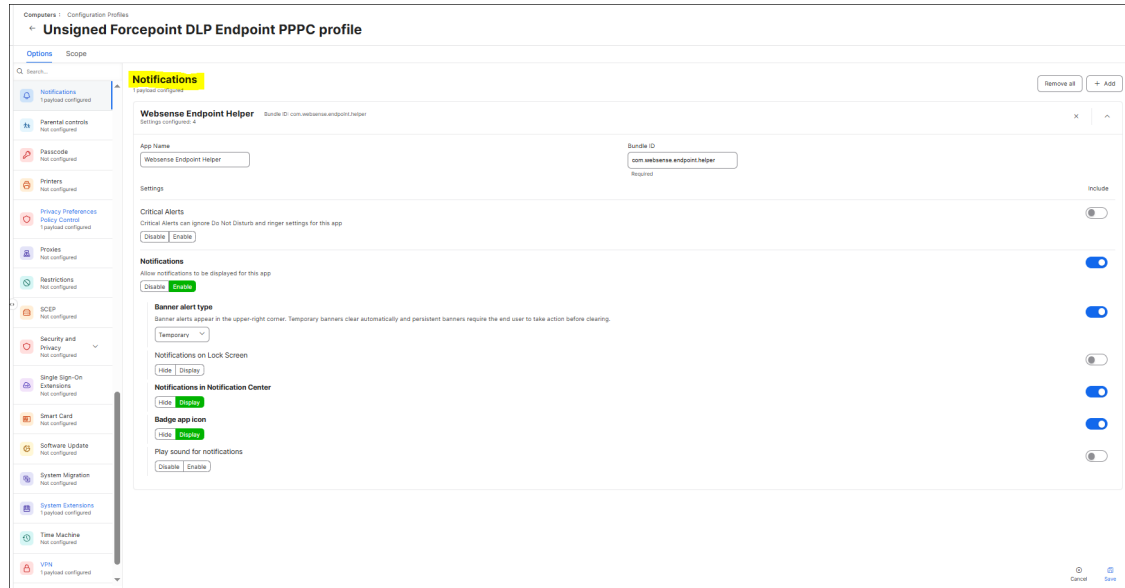 Computers : Configuration Profiles
← Unsigned Forcepoint DLP Endpoint PPPC profile
Options Scope
Search...
Notifications
1 payload configured
Parental controls
Not configured
Passcode
Not configured
Printers
Not configured
Privacy Preferences
Policy Control
1 payload configured
Proxies
Not configured
Restrictions
Not configured
SCEP
Not configured
Security and
Privacy
Not configured
Single Sign-On
Extensions
Not configured
Smart Card
Not configured
Software Update
Not configured
System Migration
Not configured
System Extensions
1 payload configured
Time Machine
Not configured
VPN
1 payload configured
Notifications
1 payload configured
Remove all + Add
Websense Endpoint Helper Bundle ID: com.websense.endpoint.helper
Settings configured: 4
App Name Bundle ID
Websense Endpoint Helper com.websense.endpoint.helper
Required
Settings Include
Critical Alerts
Critical Alerts can ignore Do Not Disturb and ringer settings for this app
Disable Enable
Notifications
Allow notifications to be displayed for this app
Disable Enable
Banner alert type
Banner alerts appear in the upper-right corner. Temporary banners clear automatically and persistent banners require the end user to take action before clearing.
Temporary
Notifications on Lock Screen
Hide Display
Notifications in Notification Center
Hide Display
Badge app icon
Hide Display
Play sound for notifications
Disable Enable
Cancel Save